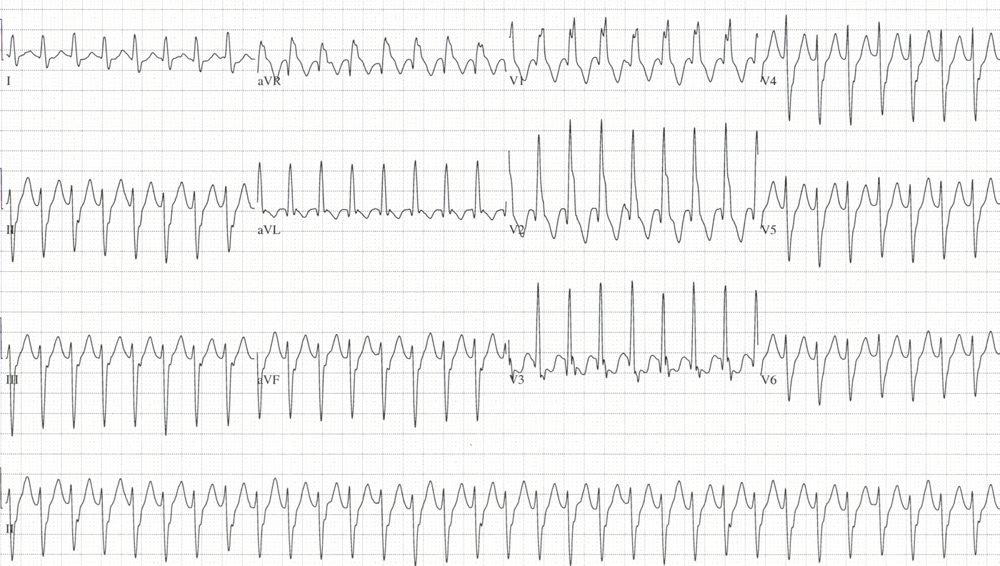 I aVR V1 V4
II aVL V2 V5
III aVF V3 V6
II